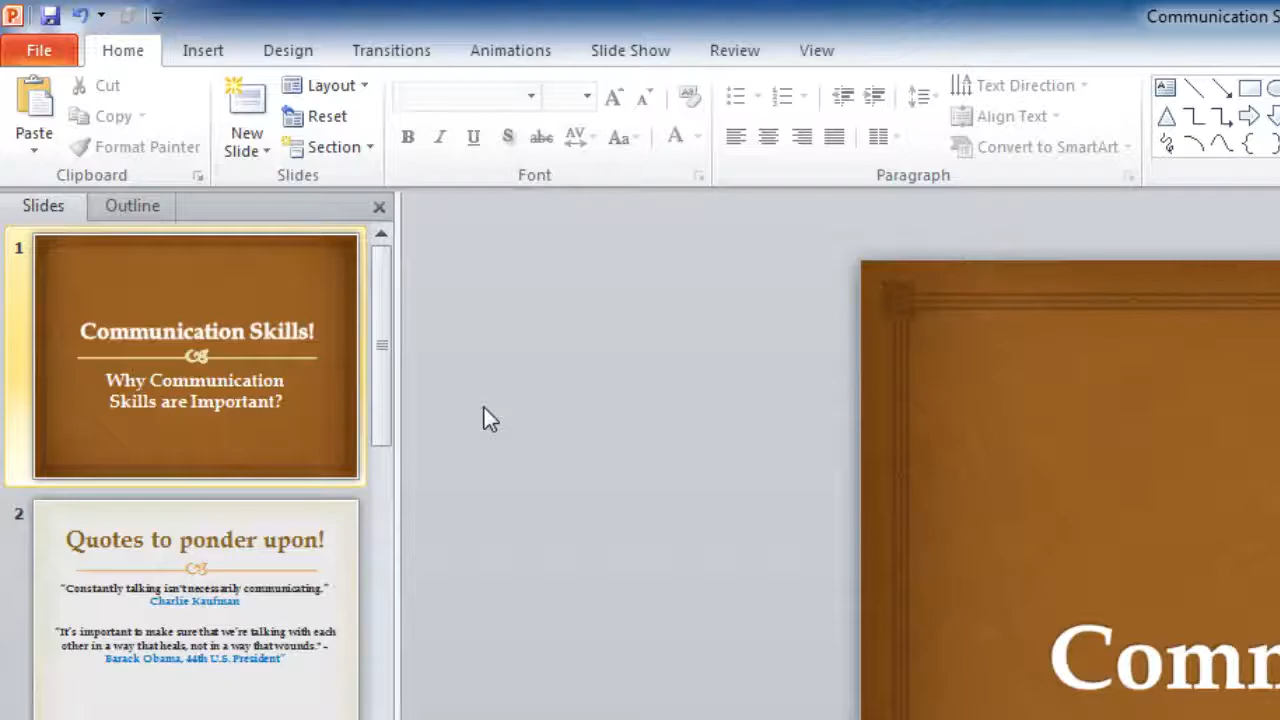 Communication S
File Home Insert Design Transitions Animations Slide Show Review View
Paste
Cut
Copy
Format Painter
Clipboard
New
Slide
Layout
Reset
Section
Slides
B I U S abc AV Aa A
Font
Text Direction
Align Text
Convert to SmartArt
Paragraph
Slides Outline
1
Communication Skills!
Why Communication
Skills are Important?
2
Quotes to ponder upon!
"Constantly talking isn't necessarily communicating."
Charlie Kaufman
"It's important to make sure that we're talking with each
other in a way that heals, not in a way that wounds." –
Barack Obama, 44th U.S. President"
Comm